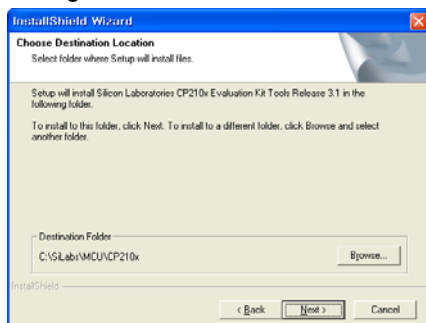 InstallShield Wizard
Choose Destination Location
Select folder where Setup will install files.
Setup will install Silicon Laboratories CP210x Evaluation Kit Tools Release 3.1 in the
following folder.
To install to this folder, click Next. To install to a different folder, click Browse and select
another folder.
Destination Folder
C:\SiLabs\MCU\CP210x
Browse...
InstallShield
< Back
Next >
Cancel